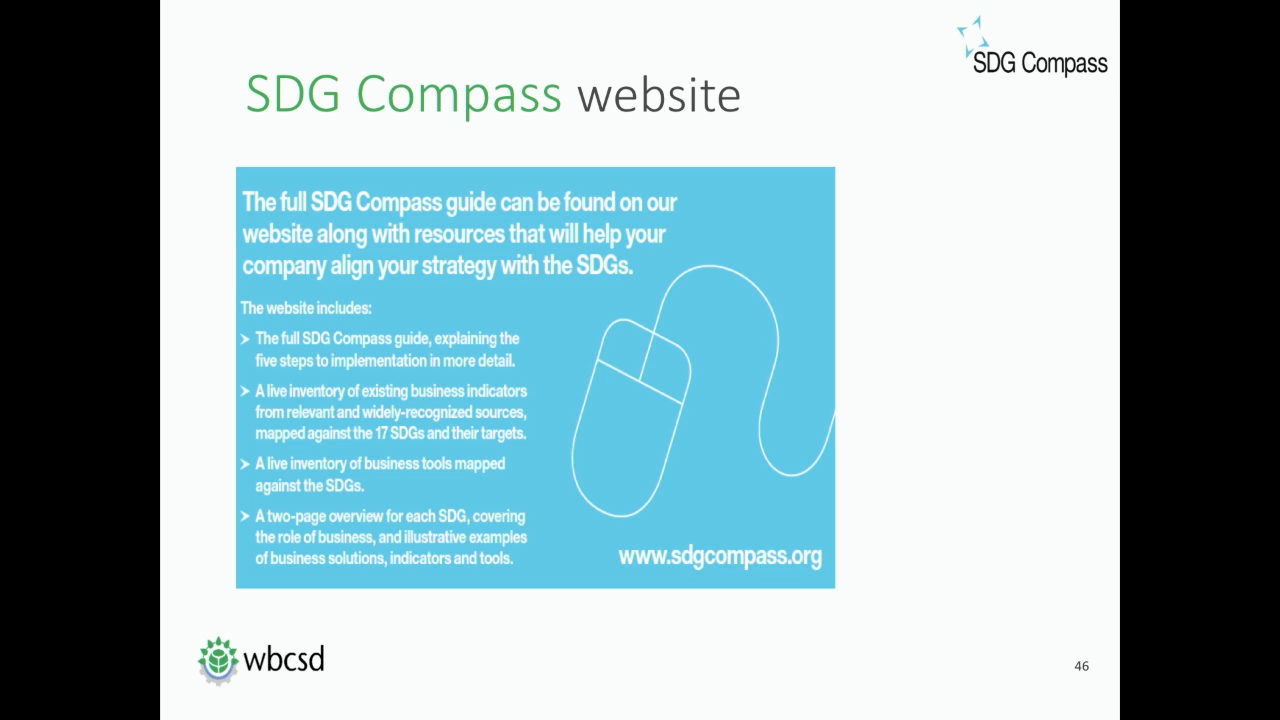 SDG Compass
SDG Compass website
The full SDG Compass guide can be found on our
website along with resources that will help your
company align your strategy with the SDGs.
The website includes:
The full SDG Compass guide, explaining the
five steps to implementation in more detail.
A live inventory of existing business indicators
from relevant and widely-recognized sources,
mapped against the 17 SDGs and their targets.
A live inventory of business tools mapped
against the SDGs.
A two-page overview for each SDG, covering
the role of business, and illustrative examples
of business solutions, indicators and tools.
www.sdgcompass.org
wbcsd
46